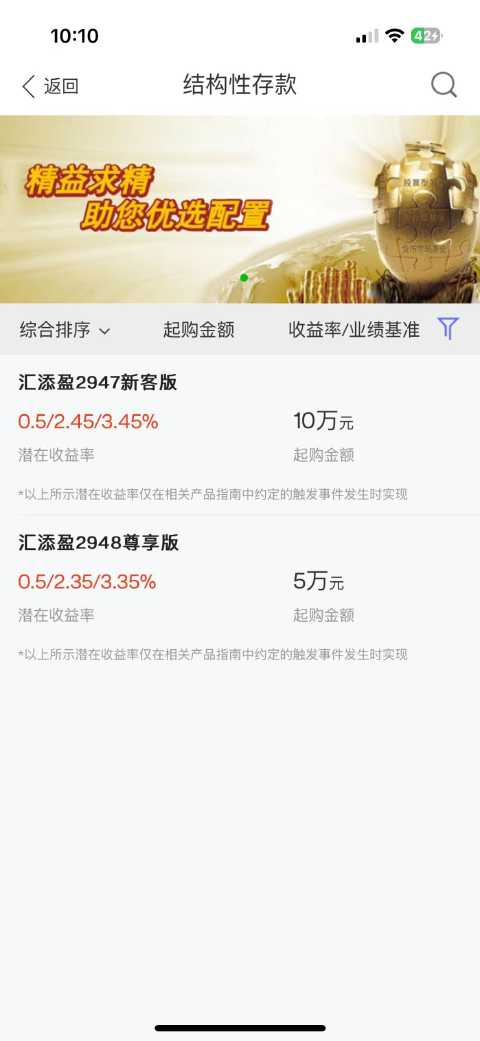 10:10
42
返回
结构性存款
精益求精
助您优选配置
综合排序
起购金额
收益率/业绩基准
汇添盈2947新客版
0.5/2.45/3.45%
10万元
潜在收益率
起购金额
*以上所示潜在收益率仅在相关产品指南中约定的触发事件发生时实现
汇添盈2948尊享版
0.5/2.35/3.35%
5万元
潜在收益率
起购金额
*以上所示潜在收益率仅在相关产品指南中约定的触发事件发生时实现